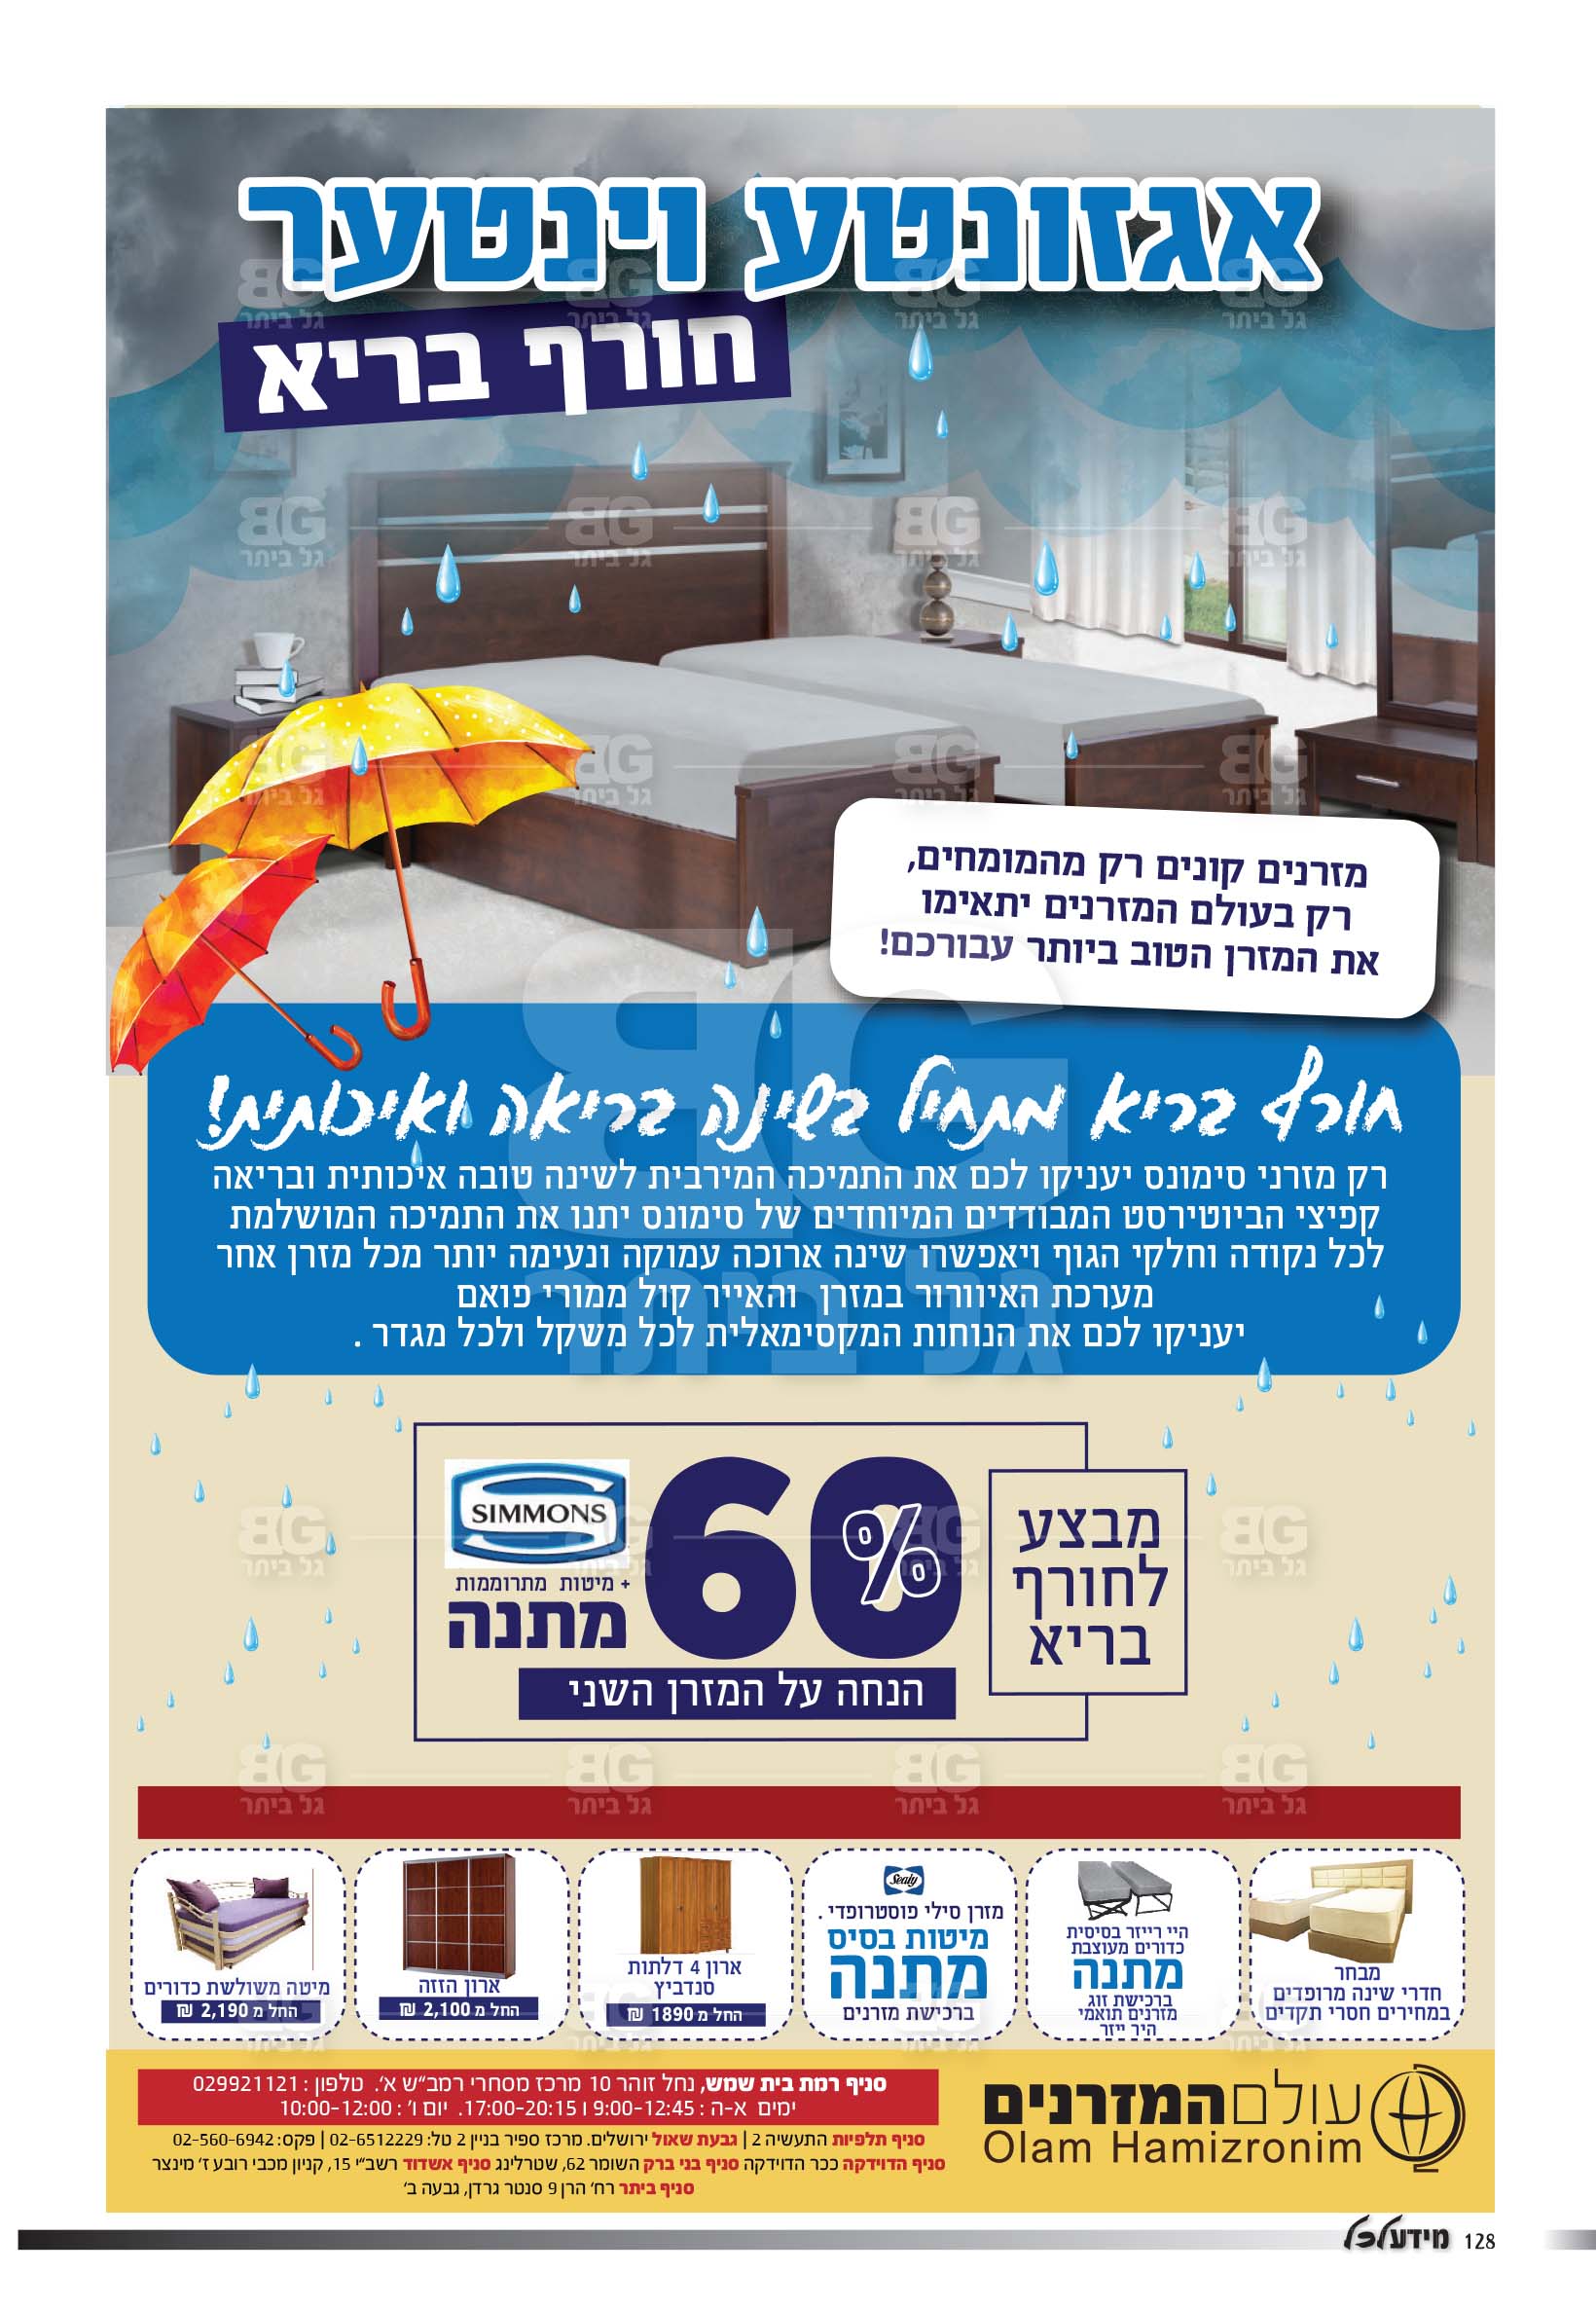 אגזונטע וינטער
חורף בריא
מזרנים קונים רק מהמומחים,
רק בעולם המזרנים יתאימו
את המזרן הטוב ביותר עבורכם!
חורף בריא מתחיל בשינה בריאה ואיכותית!
רק מזרני סימונס יעניקו לכם את התמיכה המירבית לשינה טובה איכותית ובריאה
קפיצי הביוטירסט המבודדים המיוחדים של סימונס יתנו את התמיכה המושלמת
לכל נקודה וחלקי הגוף ויאפשרו שינה ארוכה עמוקה ונעימה יותר מכל מזרן אחר
מערכת האיוורור במזרן והאייר קול ממורי פואם
יעניקו לכם את הנוחות המקסימאלית לכל משקל ולכל מגדר .
מבצע
לחורף
בריא
60%
הנחה על המזרן השני
SIMMONS
+ מיטות מתרוממות
מתנה
מבחר
חדרי שינה מרופדים
במחירים חסרי תקדים
היי רייזר בסיסית
כדורים מעוצבת
מתנה
ברכישת זוג
מזרנים תואמי
היך ייזר
Sealy
מזרן סילי פוסטרופדי .
מיטות בסיס
מתנה
ברכישת מזרנים
ארון 4 דלתות
סנדביץ
החל מ 1890 ₪
ארון הזזה
החל מ 2,100 ₪
מיטה משולשת כדורים
החל מ 2,190 ₪
עולם המזרנים
Olam Hamizronim
סניף רמת בית שמש, נחל זוהר 10 מרכז מסחרי רמב"ש א'. טלפון : 029921121
ימים א-ה : 9:00-12:45 ו 17:00-20:15. יום ו' : 10:00-12:00
סניף תלפיות התעשיה 2 | גבעת שאול ירושלים. מרכז ספיר בניין 2 טל: 02-6512229 | פקס: 02-560-6942
סניף הדוידקה ככר הדוידקה סניף בני ברק השומר 62, שטרלינג סניף אשדוד רשב"י 15, קניון מכבי רובע ז' מינצר
סניף ביתר רח' הרן 9 סנטר גרדן, גבעה ב'
128 מידע לכל
BG
גל ביתר